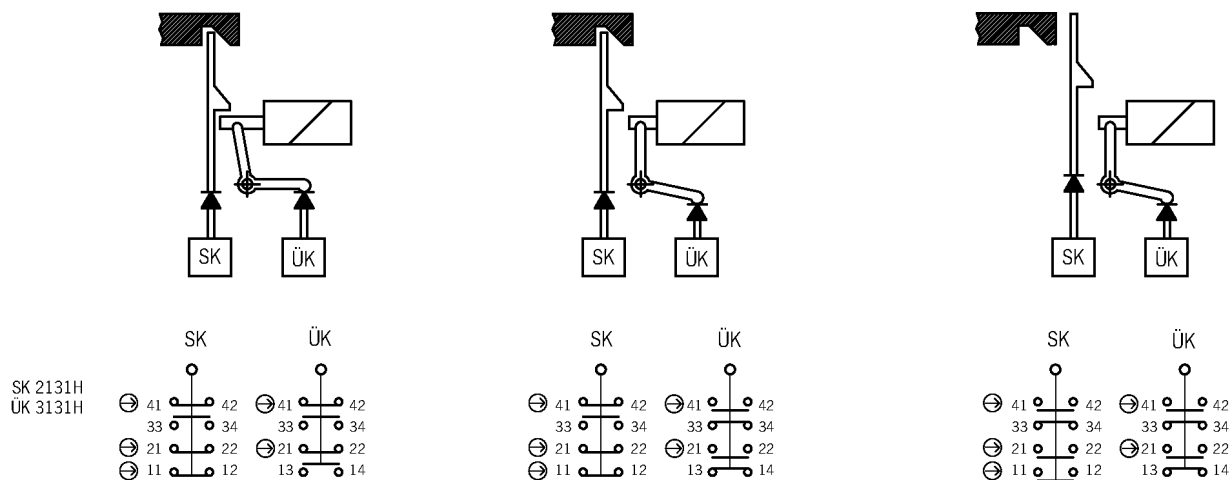 SK ÜK SK ÜK SK ÜK
SK ÜK SK ÜK SK ÜK
SK 2131H
ÜK 3131H
41 42 41 42 41 42 41 42 41 42 41 42
33 34 33 34 33 34 33 34 33 34 33 34
21 22 21 22 21 22 21 22 21 22 21 22
11 12 13 14 11 12 13 14 11 12 13 14